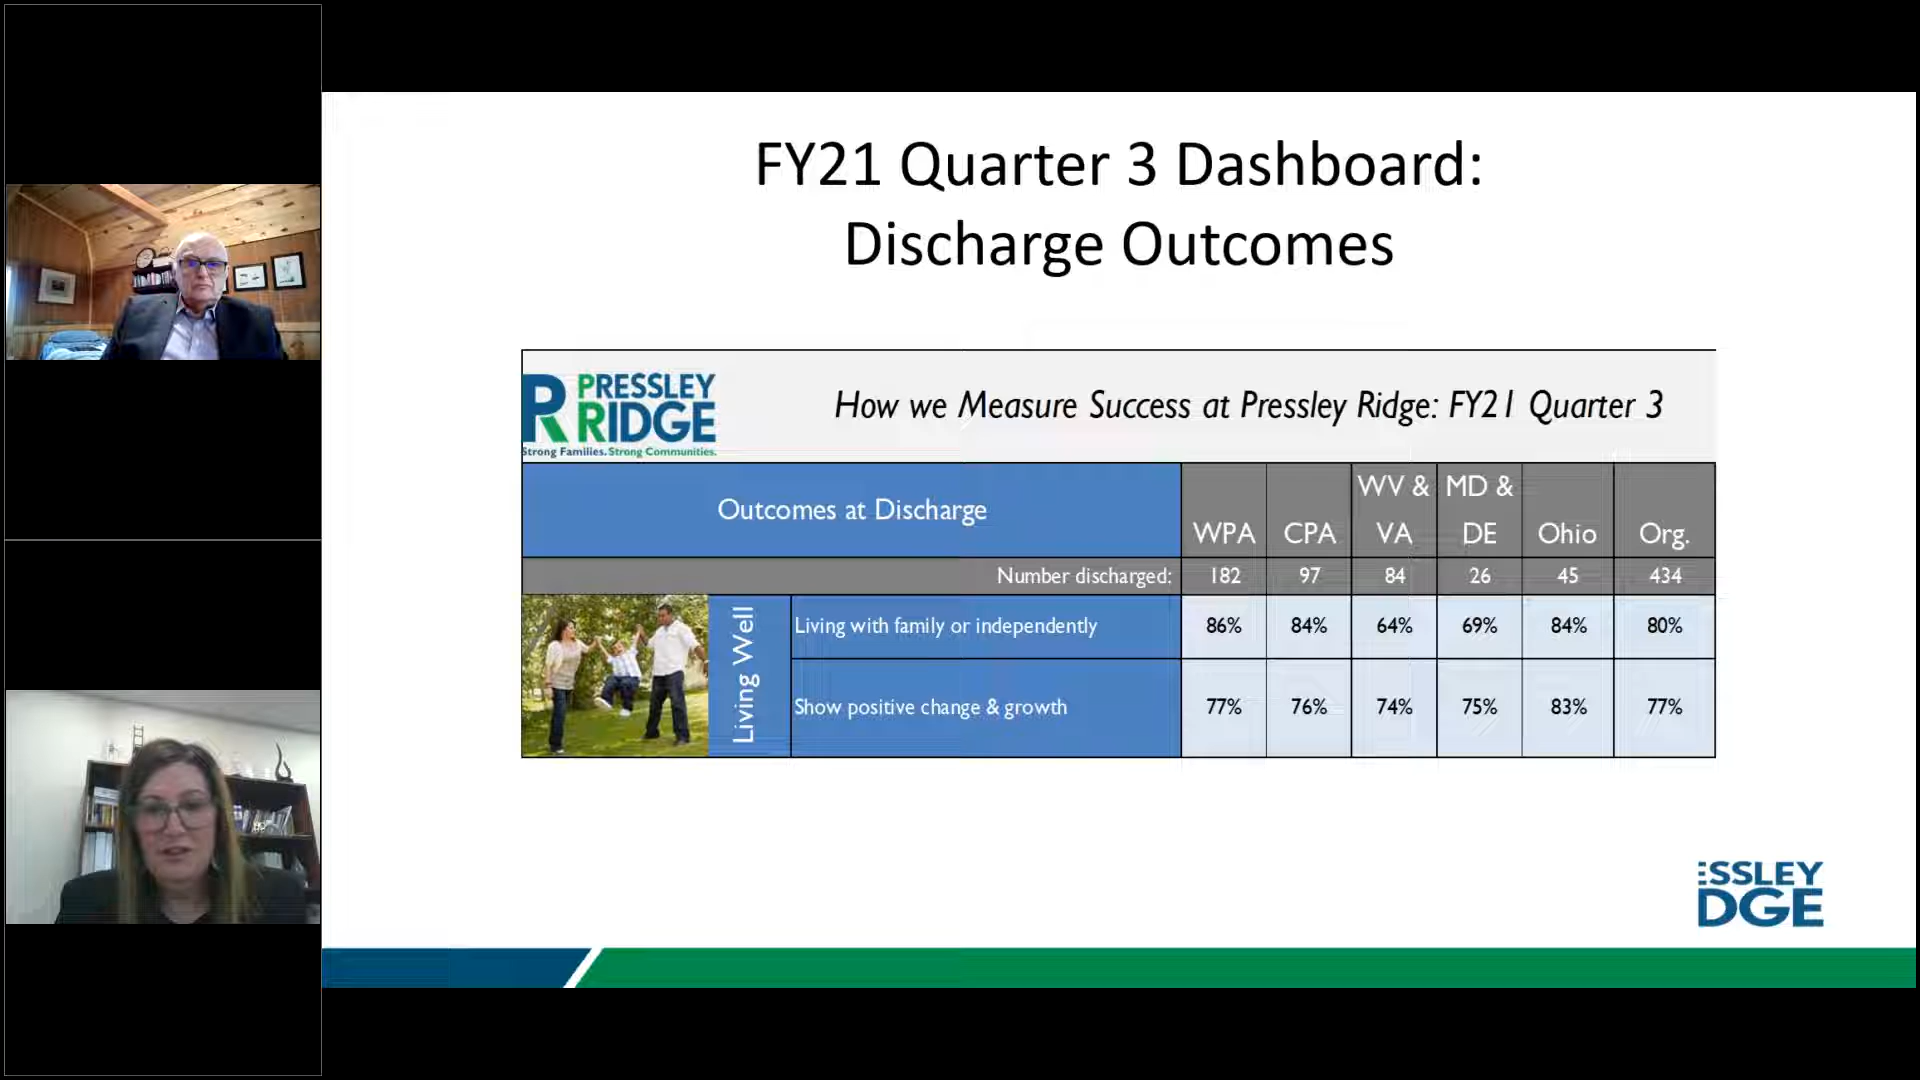 FY21 Quarter 3 Dashboard:
Discharge Outcomes
PRESSLEY
RIDGE
Strong Families. Strong Communities.
How we Measure Success at Pressley Ridge: FY21 Quarter 3
Outcomes at Discharge
WPA
CPA
WV &
VA
MD &
DE
Ohio
Org.
Number discharged: 182 97 84 26 45 434
Living Well
Living with family or independently 86% 84% 64% 69% 84% 80%
Show positive change & growth 77% 76% 74% 75% 83% 77%
ESSLEY
DGE